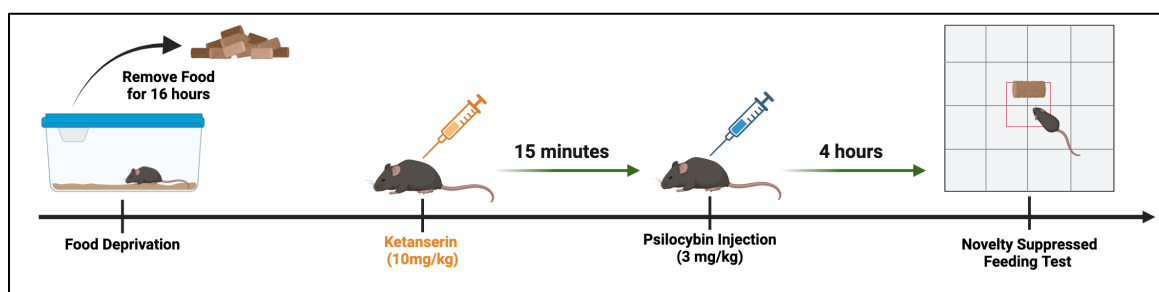 Remove Food
for 16 hours
15 minutes
4 hours
Food Deprivation
Ketanserin
(10mg/kg)
Psilocybin Injection
(3 mg/kg)
Novelty Suppressed
Feeding Test